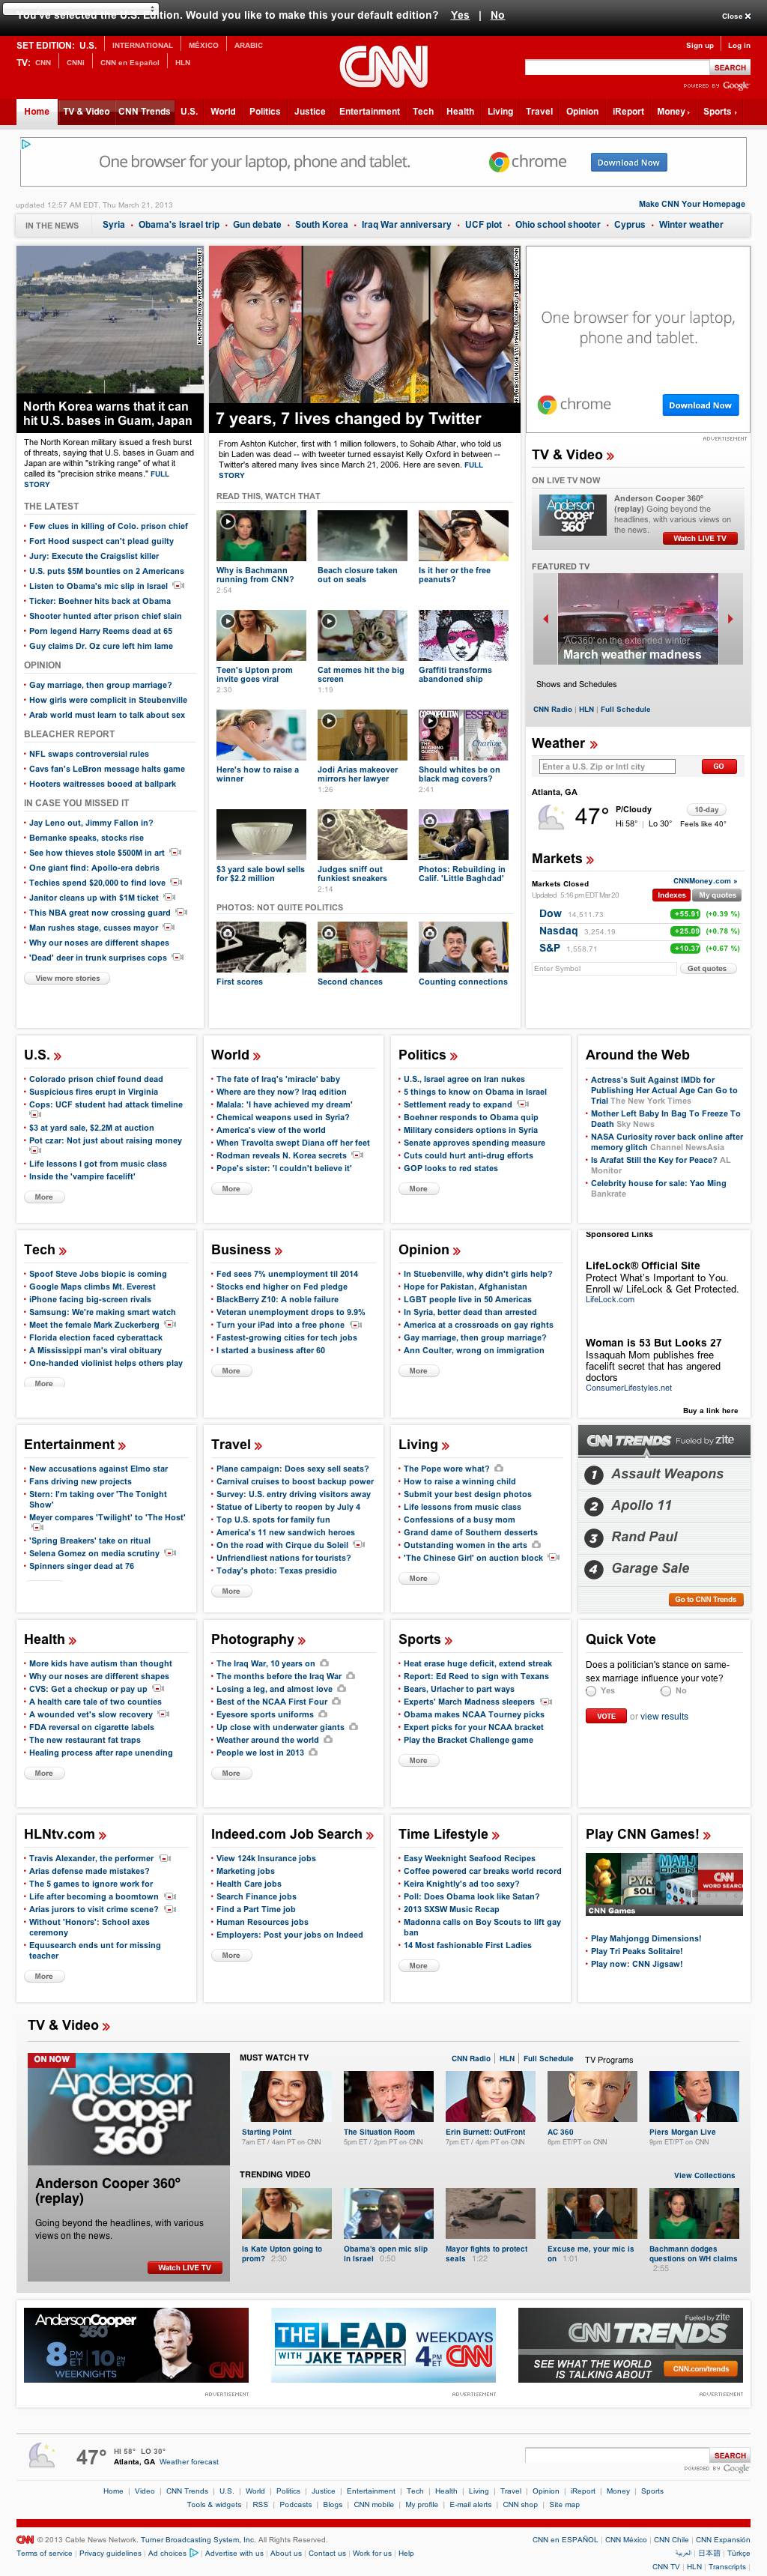 You've selected the U.S. Edition. Would you like to make this your default edition? Yes | No
Close ✕
SET EDITION: U.S. INTERNATIONAL MÉXICO ARABIC
Sign up Log in
TV: CNN CNNi CNN en Español HLN
CNN
SEARCH
POWERED BY Google
Home TV & Video CNN Trends U.S. World Politics Justice Entertainment Tech Health Living Travel Opinion iReport Money Sports
One browser for your laptop, phone and tablet. chrome Download Now
updated 12:57 AM EDT, Thu March 21, 2013
Make CNN Your Homepage
IN THE NEWS Syria • Obama's Israel trip • Gun debate • South Korea • Iraq War anniversary • UCF plot • Ohio school shooter • Cyprus • Winter weather
North Korea warns that it can
hit U.S. bases in Guam, Japan
The North Korean military issued a fresh burst
of threats, saying that U.S. bases in Guam and
Japan are within "striking range" of what it
called its "precision strike means." FULL
STORY
THE LATEST
Few clues in killing of Colo. prison chief
Fort Hood suspect can't plead guilty
Jury: Execute the Craigslist killer
U.S. puts $5M bounties on 2 Americans
Listen to Obama's mic slip in Israel
Ticker: Boehner hits back at Obama
Shooter hunted after prison chief slain
Porn legend Harry Reems dead at 65
Guy claims Dr. Oz cure left him lame
OPINION
Gay marriage, then group marriage?
How girls were complicit in Steubenville
Arab world must learn to talk about sex
BLEACHER REPORT
NFL swaps controversial rules
Cavs fan's LeBron message halts game
Hooters waitresses booed at ballpark
IN CASE YOU MISSED IT
Jay Leno out, Jimmy Fallon in?
Bernanke speaks, stocks rise
See how thieves stole $500M in art
One giant find: Apollo-era debris
Techies spend $20,000 to find love
Janitor cleans up with $1M ticket
This NBA great now crossing guard
Man rushes stage, cusses mayor
Why our noses are different shapes
'Dead' deer in trunk surprises cops
View more stories
7 years, 7 lives changed by Twitter
From Ashton Kutcher, first with 1 million followers, to Sohaib Athar, who told us
bin Laden was dead -- with tweeter turned essayist Kelly Oxford in between --
Twitter's altered many lives since March 21, 2006. Here are seven. FULL
STORY
READ THIS, WATCH THAT
Why is Bachmann
running from CNN?
2:54
Beach closure taken
out on seals
Is it her or the free
peanuts?
Teen's Upton prom
invite goes viral
2:30
Cat memes hit the big
screen
1:19
Graffiti transforms
abandoned ship
Here's how to raise a
winner
Jodi Arias makeover
mirrors her lawyer
1:26
COSMOPOLITAN ESSENCE
Should whites be on
black mag covers?
2:41
$3 yard sale bowl sells
for $2.2 million
Judges sniff out
funkiest sneakers
2:14
Photos: Rebuilding in
Calif. 'Little Baghdad'
PHOTOS: NOT QUITE POLITICS
First scores
Second chances
Counting connections
One browser for your laptop,
phone and tablet.
chrome Download Now
ADVERTISEMENT
TV & Video
ON LIVE TV NOW
Anderson Cooper 360°
Anderson Cooper 360º
(replay) Going beyond the
headlines, with various views on
the news.
Watch LIVE TV
FEATURED TV
'AC360' on the extended winter
March weather madness
Shows and Schedules
CNN Radio | HLN | Full Schedule
Weather
Enter a U.S. Zip or Intl city GO
Atlanta, GA
47° P/Cloudy 10-day
Hi 58° | Lo 30° Feels like 40°
Markets
Markets Closed CNNMoney.com »
Updated 5:16 pm EDT Mar 20 Indexes My quotes
Dow 14,511.73 +55.91 (+0.39 %)
Nasdaq 3,254.19 +25.09 (+0.78 %)
S&P 1,558.71 +10.37 (+0.67 %)
Enter Symbol Get quotes
U.S.
Colorado prison chief found dead
Suspicious fires erupt in Virginia
Cops: UCF student had attack timeline
$3 at yard sale, $2.2M at auction
Pot czar: Not just about raising money
Life lessons I got from music class
Inside the 'vampire facelift'
More
World
The fate of Iraq's 'miracle' baby
Where are they now? Iraq edition
Malala: 'I have achieved my dream'
Chemical weapons used in Syria?
America's view of the world
When Travolta swept Diana off her feet
Rodman reveals N. Korea secrets
Pope's sister: 'I couldn't believe it'
More
Politics
U.S., Israel agree on Iran nukes
5 things to know on Obama in Israel
Settlement ready to expand
Boehner responds to Obama quip
Military considers options in Syria
Senate approves spending measure
Cuts could hurt anti-drug efforts
GOP looks to red states
More
Around the Web
Actress's Suit Against IMDb for
Publishing Her Actual Age Can Go to
Trial The New York Times
Mother Left Baby In Bag To Freeze To
Death Sky News
NASA Curiosity rover back online after
memory glitch Channel NewsAsia
Is Arafat Still the Key for Peace? AL
Monitor
Celebrity house for sale: Yao Ming
Bankrate
Tech
Spoof Steve Jobs biopic is coming
Google Maps climbs Mt. Everest
iPhone facing big-screen rivals
Samsung: We're making smart watch
Meet the female Mark Zuckerberg
Florida election faced cyberattack
A Mississippi man's viral obituary
One-handed violinist helps others play
More
Business
Fed sees 7% unemployment til 2014
Stocks end higher on Fed pledge
BlackBerry Z10: A noble failure
Veteran unemployment drops to 9.9%
Turn your iPad into a free phone
Fastest-growing cities for tech jobs
I started a business after 60
More
Opinion
In Stuebenville, why didn't girls help?
Hope for Pakistan, Afghanistan
LGBT people live in 50 Americas
In Syria, better dead than arrested
America at a crossroads on gay rights
Gay marriage, then group marriage?
Ann Coulter, wrong on immigration
More
Sponsored Links
LifeLock® Official Site
Protect What's Important to You.
Enroll w/ LifeLock & Get Protected.
LifeLock.com
Woman is 53 But Looks 27
Issaquah Mom publishes free
facelift secret that has angered
doctors
ConsumerLifestyles.net
Buy a link here
Entertainment
New accusations against Elmo star
Fans driving new projects
Stern: I'm taking over 'The Tonight
Show'
Meyer compares 'Twilight' to 'The Host'
'Spring Breakers' take on ritual
Selena Gomez on media scrutiny
Spinners singer dead at 76
Travel
Plane campaign: Does sexy sell seats?
Carnival cruises to boost backup power
Survey: U.S. entry driving visitors away
Statue of Liberty to reopen by July 4
Top U.S. spots for family fun
America's 11 new sandwich heroes
On the road with Cirque du Soleil
Unfriendliest nations for tourists?
Today's photo: Texas presidio
More
Living
The Pope wore what?
How to raise a winning child
Submit your best design photos
Life lessons from music class
Confessions of a busy mom
Grand dame of Southern desserts
Outstanding women in the arts
'The Chinese Girl' on auction block
More
CNN TRENDS Fueled by zite
1 Assault Weapons
2 Apollo 11
3 Rand Paul
4 Garage Sale
Go to CNN Trends
Health
More kids have autism than thought
Why our noses are different shapes
CVS: Get a checkup or pay up
A health care tale of two counties
A wounded vet's slow recovery
FDA reversal on cigarette labels
The new restaurant fat traps
Healing process after rape unending
More
Photography
The Iraq War, 10 years on
The months before the Iraq War
Losing a leg, and almost love
Best of the NCAA First Four
Eyesore sports uniforms
Up close with underwater giants
Weather around the world
People we lost in 2013
More
Sports
Heat erase huge deficit, extend streak
Report: Ed Reed to sign with Texans
Bears, Urlacher to part ways
Experts' March Madness sleepers
Obama makes NCAA Tourney picks
Expert picks for your NCAA bracket
Play the Bracket Challenge game
More
Quick Vote
Does a politician's stance on same-
sex marriage influence your vote?
Yes No
VOTE or view results
HLNtv.com
Travis Alexander, the performer
Arias defense made mistakes?
The 5 games to ignore work for
Life after becoming a boomtown
Arias jurors to visit crime scene?
Without 'Honors': School axes
ceremony
Equusearch ends unt for missing
teacher
More
Indeed.com Job Search
View 124k Insurance jobs
Marketing jobs
Health Care jobs
Search Finance jobs
Find a Part Time job
Human Resources jobs
Employers: Post your jobs on Indeed
More
Time Lifestyle
Easy Weeknight Seafood Recipes
Coffee powered car breaks world record
Keira Knightly's ad too sexy?
Poll: Does Obama look like Satan?
2013 SXSW Music Recap
Madonna calls on Boy Scouts to lift gay
ban
14 Most fashionable First Ladies
More
Play CNN Games!
CNN Games
Play Mahjongg Dimensions!
Play Tri Peaks Solitaire!
Play now: CNN Jigsaw!
TV & Video
ON NOW
Anderson Cooper 360°
Anderson Cooper 360º
(replay)
Going beyond the headlines, with various
views on the news.
Watch LIVE TV
MUST WATCH TV CNN Radio | HLN | Full Schedule TV Programs
Starting Point
7am ET / 4am PT on CNN
The Situation Room
5pm ET / 2pm PT on CNN
Erin Burnett: OutFront
7pm ET / 4pm PT on CNN
AC 360
8pm ET/PT on CNN
Piers Morgan Live
9pm ET/PT on CNN
TRENDING VIDEO View Collections
Is Kate Upton going to
prom? 2:30
Obama's open mic slip
in Israel 0:50
Mayor fights to protect
seals 1:22
Excuse me, your mic is
on 1:01
Bachmann dodges
questions on WH claims
2:55
Anderson Cooper 360° 8PM ET 10PM ET WEEKNIGHTS CNN
ADVERTISEMENT
THE LEAD WITH JAKE TAPPER WEEKDAYS 4PM ET CNN
ADVERTISEMENT
Fueled by zite CNN TRENDS SEE WHAT THE WORLD IS TALKING ABOUT CNN.com/trends
ADVERTISEMENT
47° HI 58° LO 30°
Atlanta, GA Weather forecast
SEARCH
POWERED BY Google
Home | Video | CNN Trends | U.S. | World | Politics | Justice | Entertainment | Tech | Health | Living | Travel | Opinion | iReport | Money | Sports
Tools & widgets | RSS | Podcasts | Blogs | CNN mobile | My profile | E-mail alerts | CNN shop | Site map
CNN © 2013 Cable News Network. Turner Broadcasting System, Inc. All Rights Reserved.
Terms of service | Privacy guidelines | Ad choices | Advertise with us | About us | Contact us | Work for us | Help
CNN en ESPAÑOL | CNN México | CNN Chile | CNN Expansión
العربية | 日本語 | Türkçe
CNN TV | HLN | Transcripts